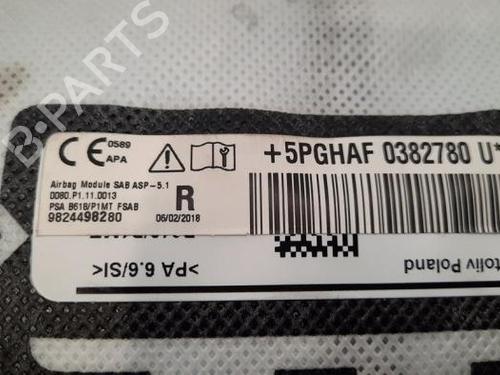 B-PARTS
CE 0589
APA
+5PGHAF 0382780 U*
Airbag Module SAB ASP-5.1
0080.P1.11.0013
PSA B618/P1MT FSAB
9824498280
R
06/02/2018
>PA 6.6/SI<
Poland